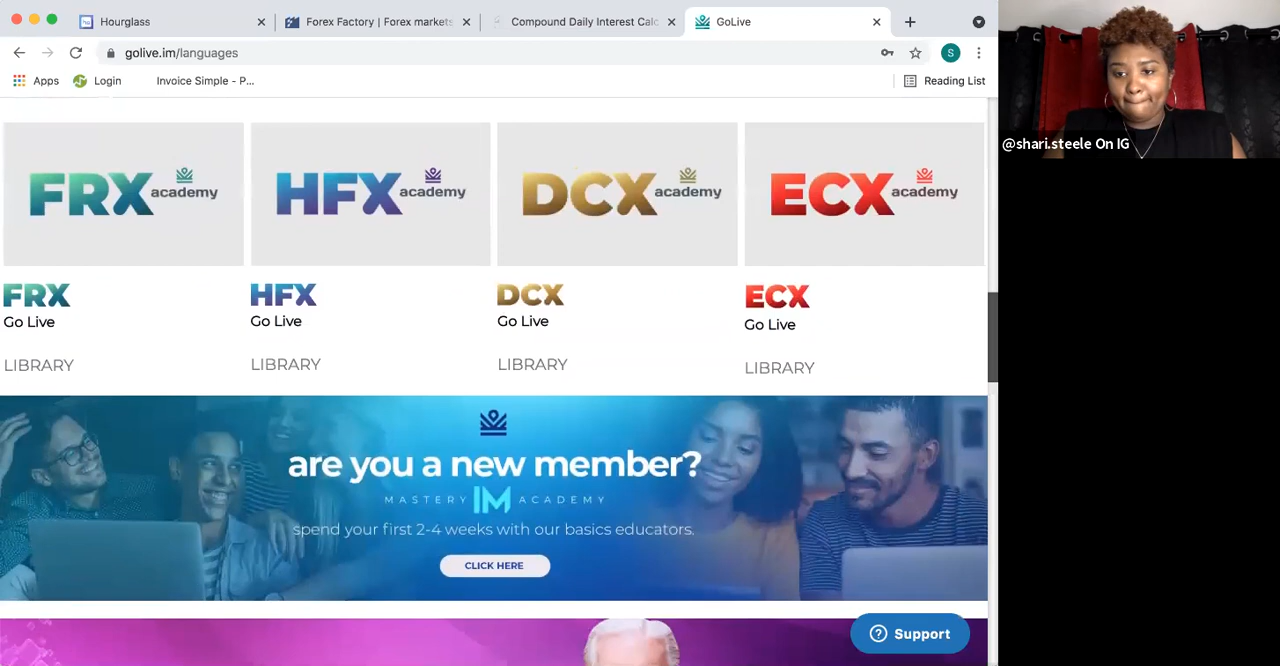 Hourglass
Forex Factory | Forex markets
Compound Daily Interest Calc
GoLive
golive.im/languages
S
Apps
Login
Invoice Simple - P...
Reading List
@shari.steele On IG
FRX academy
HFX academy
DCX academy
ECX academy
FRX
HFX
DCX
ECX
Go Live
Go Live
Go Live
Go Live
LIBRARY
LIBRARY
LIBRARY
LIBRARY
are you a new member?
MASTERY IM ACADEMY
spend your first 2-4 weeks with our basics educators.
CLICK HERE
Support